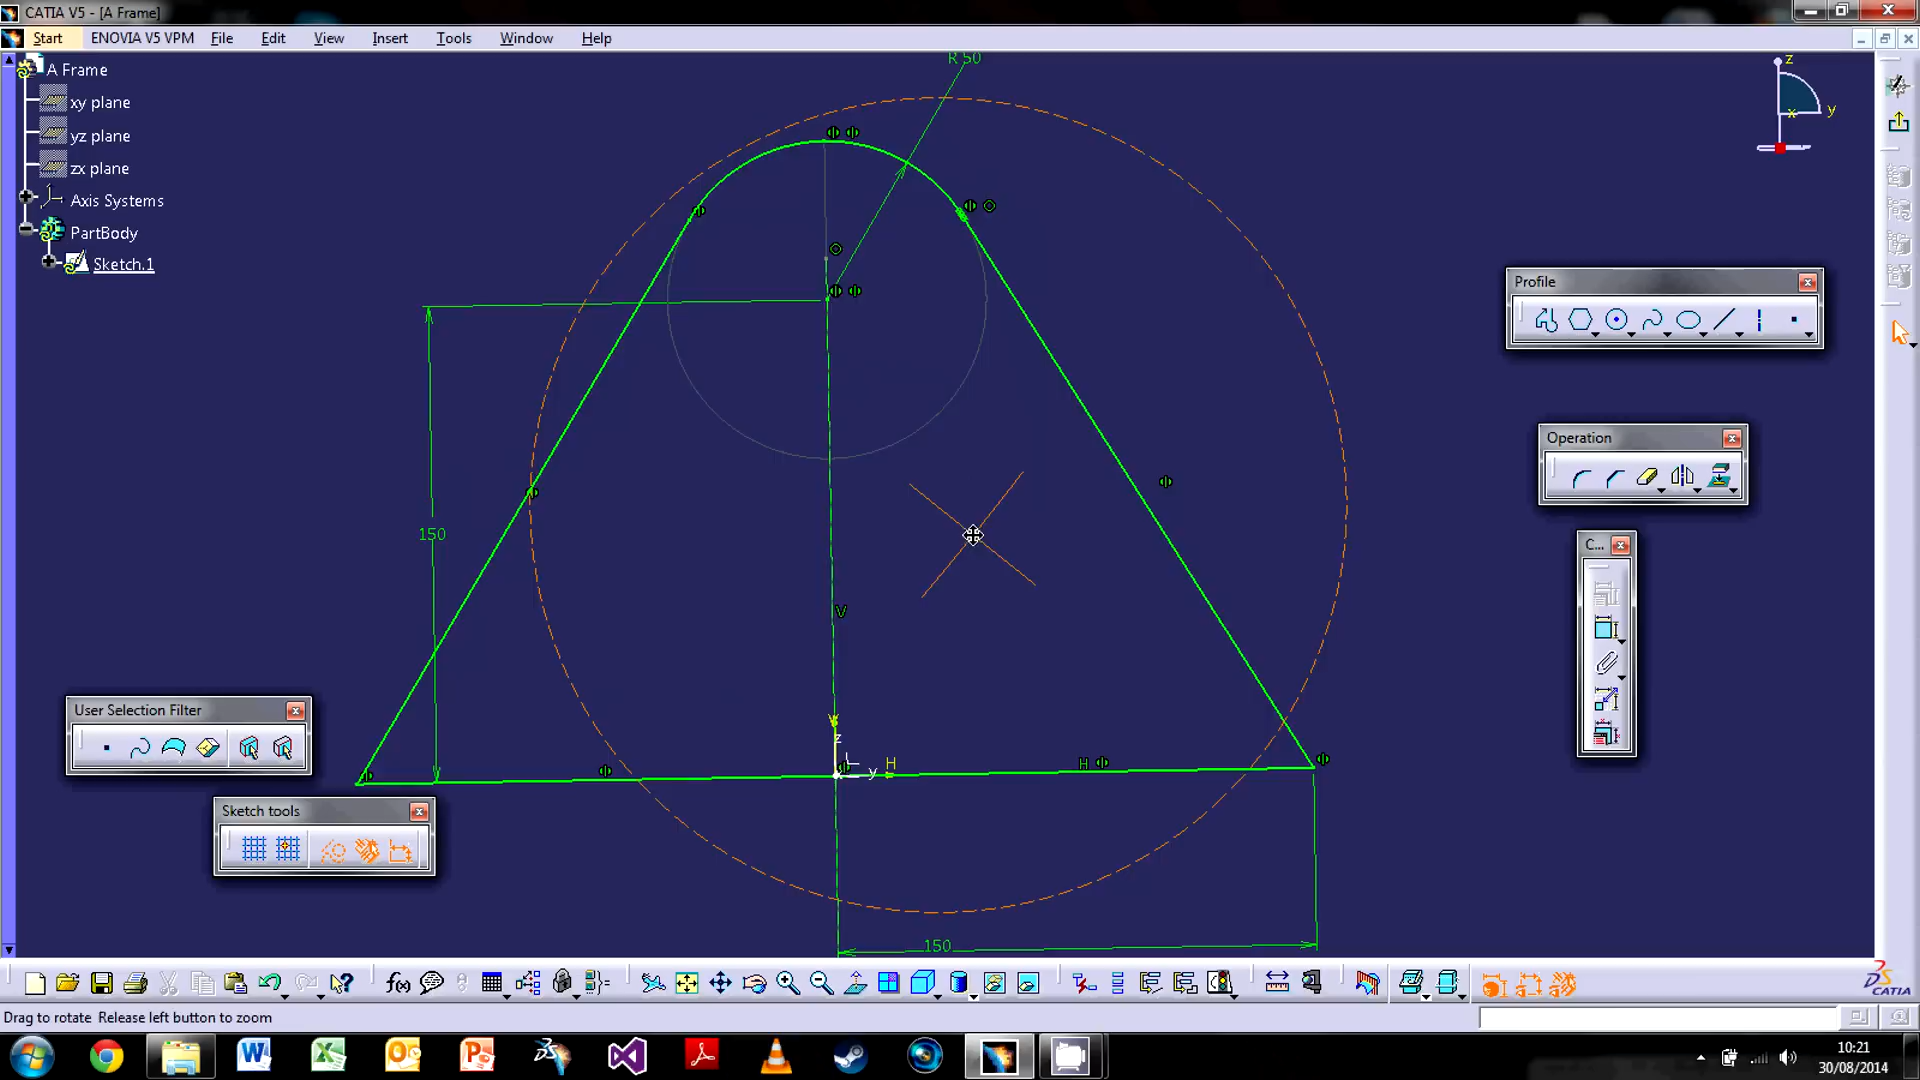 CATIA V5 - [A Frame]
Start ENOVIA V5 VPM File Edit View Insert Tools Window Help
A Frame
xy plane
yz plane
zx plane
Axis Systems
PartBody
Sketch.1
R 50
z
y
x
Profile
Operation
C...
150
V
V
z
y
H
H
150
User Selection Filter
Sketch tools
f(x)
CATIA
Drag to rotate Release left button to zoom
10:21
30/08/2014